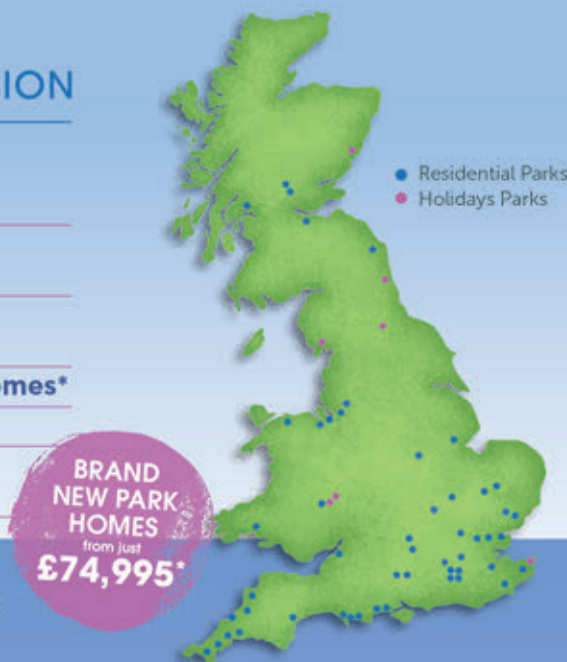 ION
Residential Parks
Holidays Parks
omes*
BRAND
NEW PARK
HOMES
from just
£74,995*